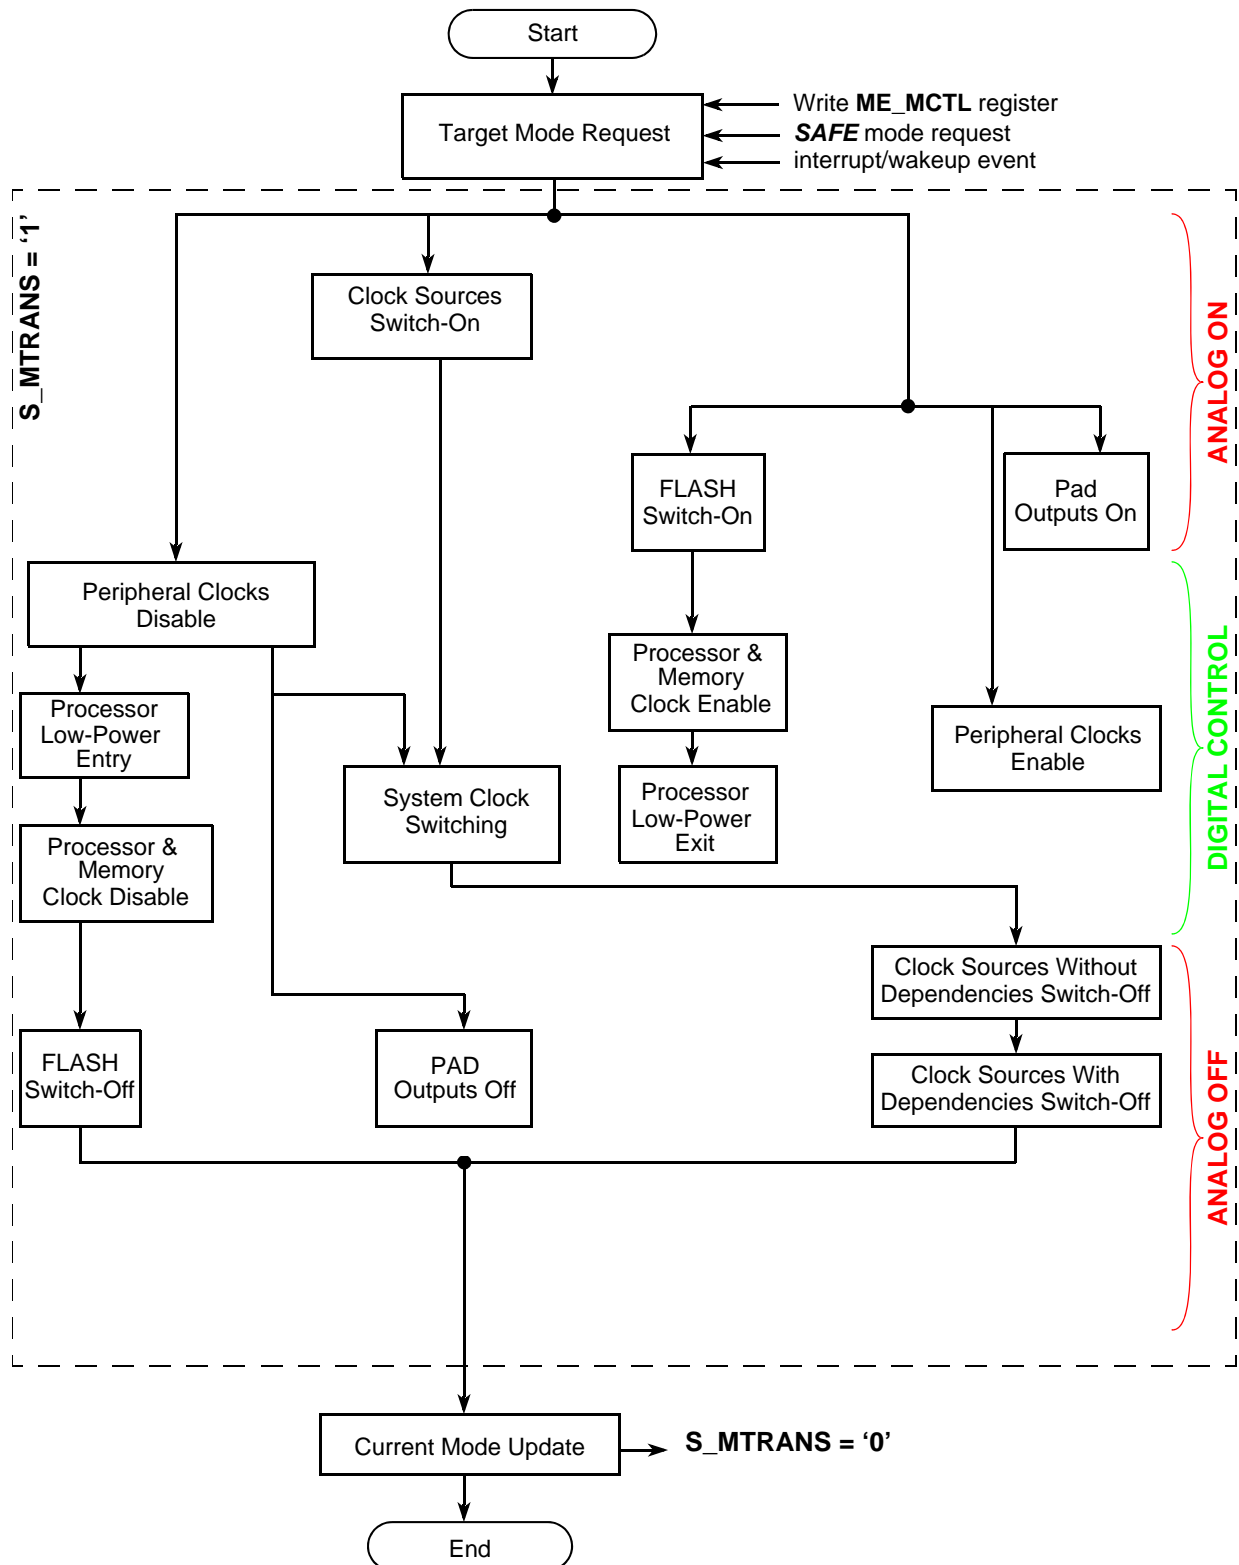 Start
Target Mode Request
Write ME_MCTL register
SAFE mode request
interrupt/wakeup event
S_MTRANS = ‘1’
ANALOG ON
Clock Sources
Switch-On
FLASH
Switch-On
Pad
Outputs On
Peripheral Clocks
Disable
DIGITAL CONTROL
Processor &
Memory
Clock Enable
Processor
Low-Power
Entry
Peripheral Clocks
Enable
System Clock
Switching
Processor
Low-Power
Exit
Processor &
Memory
Clock Disable
Clock Sources Without
Dependencies Switch-Off
ANALOG OFF
FLASH
Switch-Off
PAD
Outputs Off
Clock Sources With
Dependencies Switch-Off
Current Mode Update
S_MTRANS = ‘0’
End